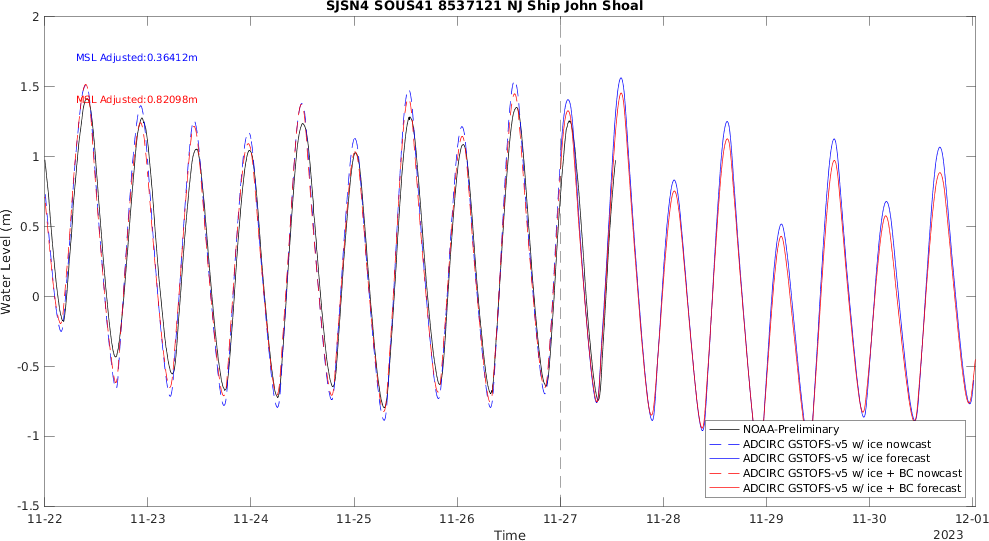 SJSN4 SOUS41 8537121 NJ Ship John Shoal
2
1.5
1
0.5
0
-0.5
-1
-1.5
Water Level (m)
MSL Adjusted:0.36412m
MSL Adjusted:0.82098m
NOAA-Preliminary
ADCIRC GSTOFS-v5 w/ ice nowcast
ADCIRC GSTOFS-v5 w/ ice forecast
ADCIRC GSTOFS-v5 w/ ice + BC nowcast
ADCIRC GSTOFS-v5 w/ ice + BC forecast
11-22 11-23 11-24 11-25 11-26 11-27 11-28 11-29 11-30 12-01
Time
2023